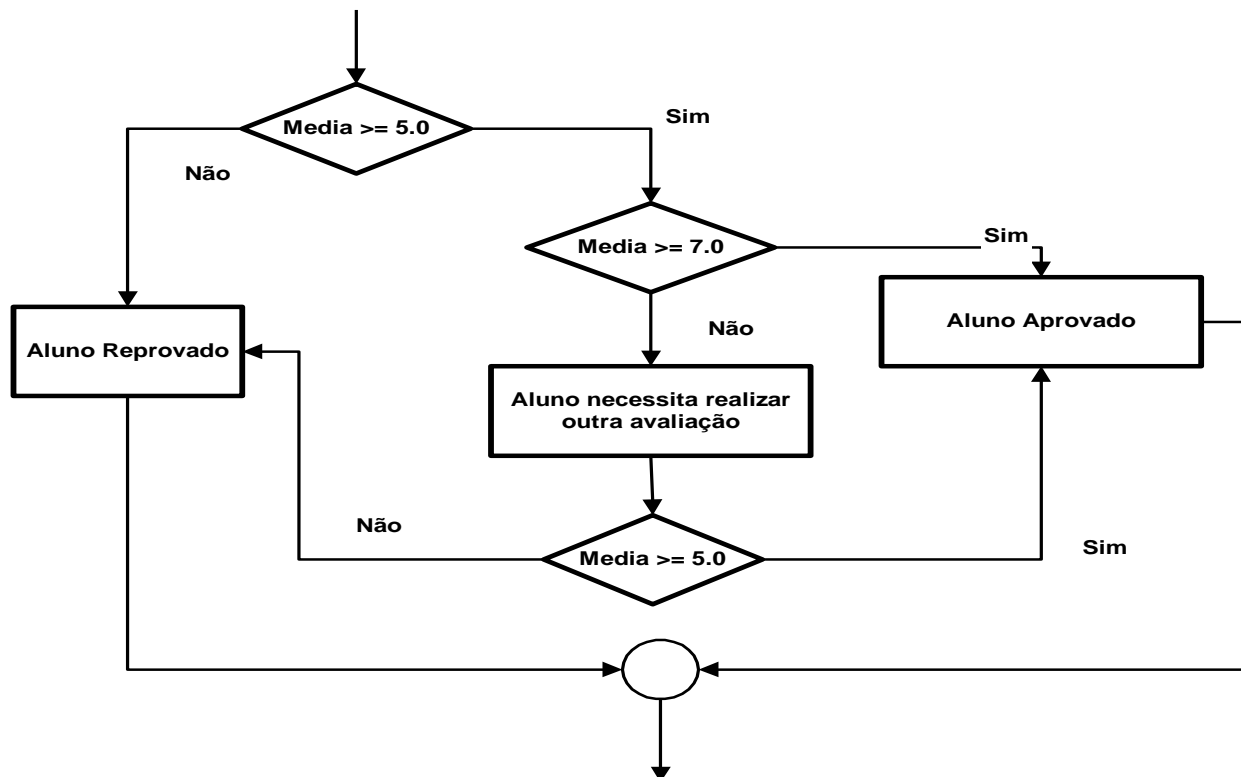 Media >= 5.0
Sim
Não
Media >= 7.0
Sim
Aluno Aprovado
Não
Aluno Reprovado
Aluno necessita realizar
outra avaliação
Não
Media >= 5.0
Sim